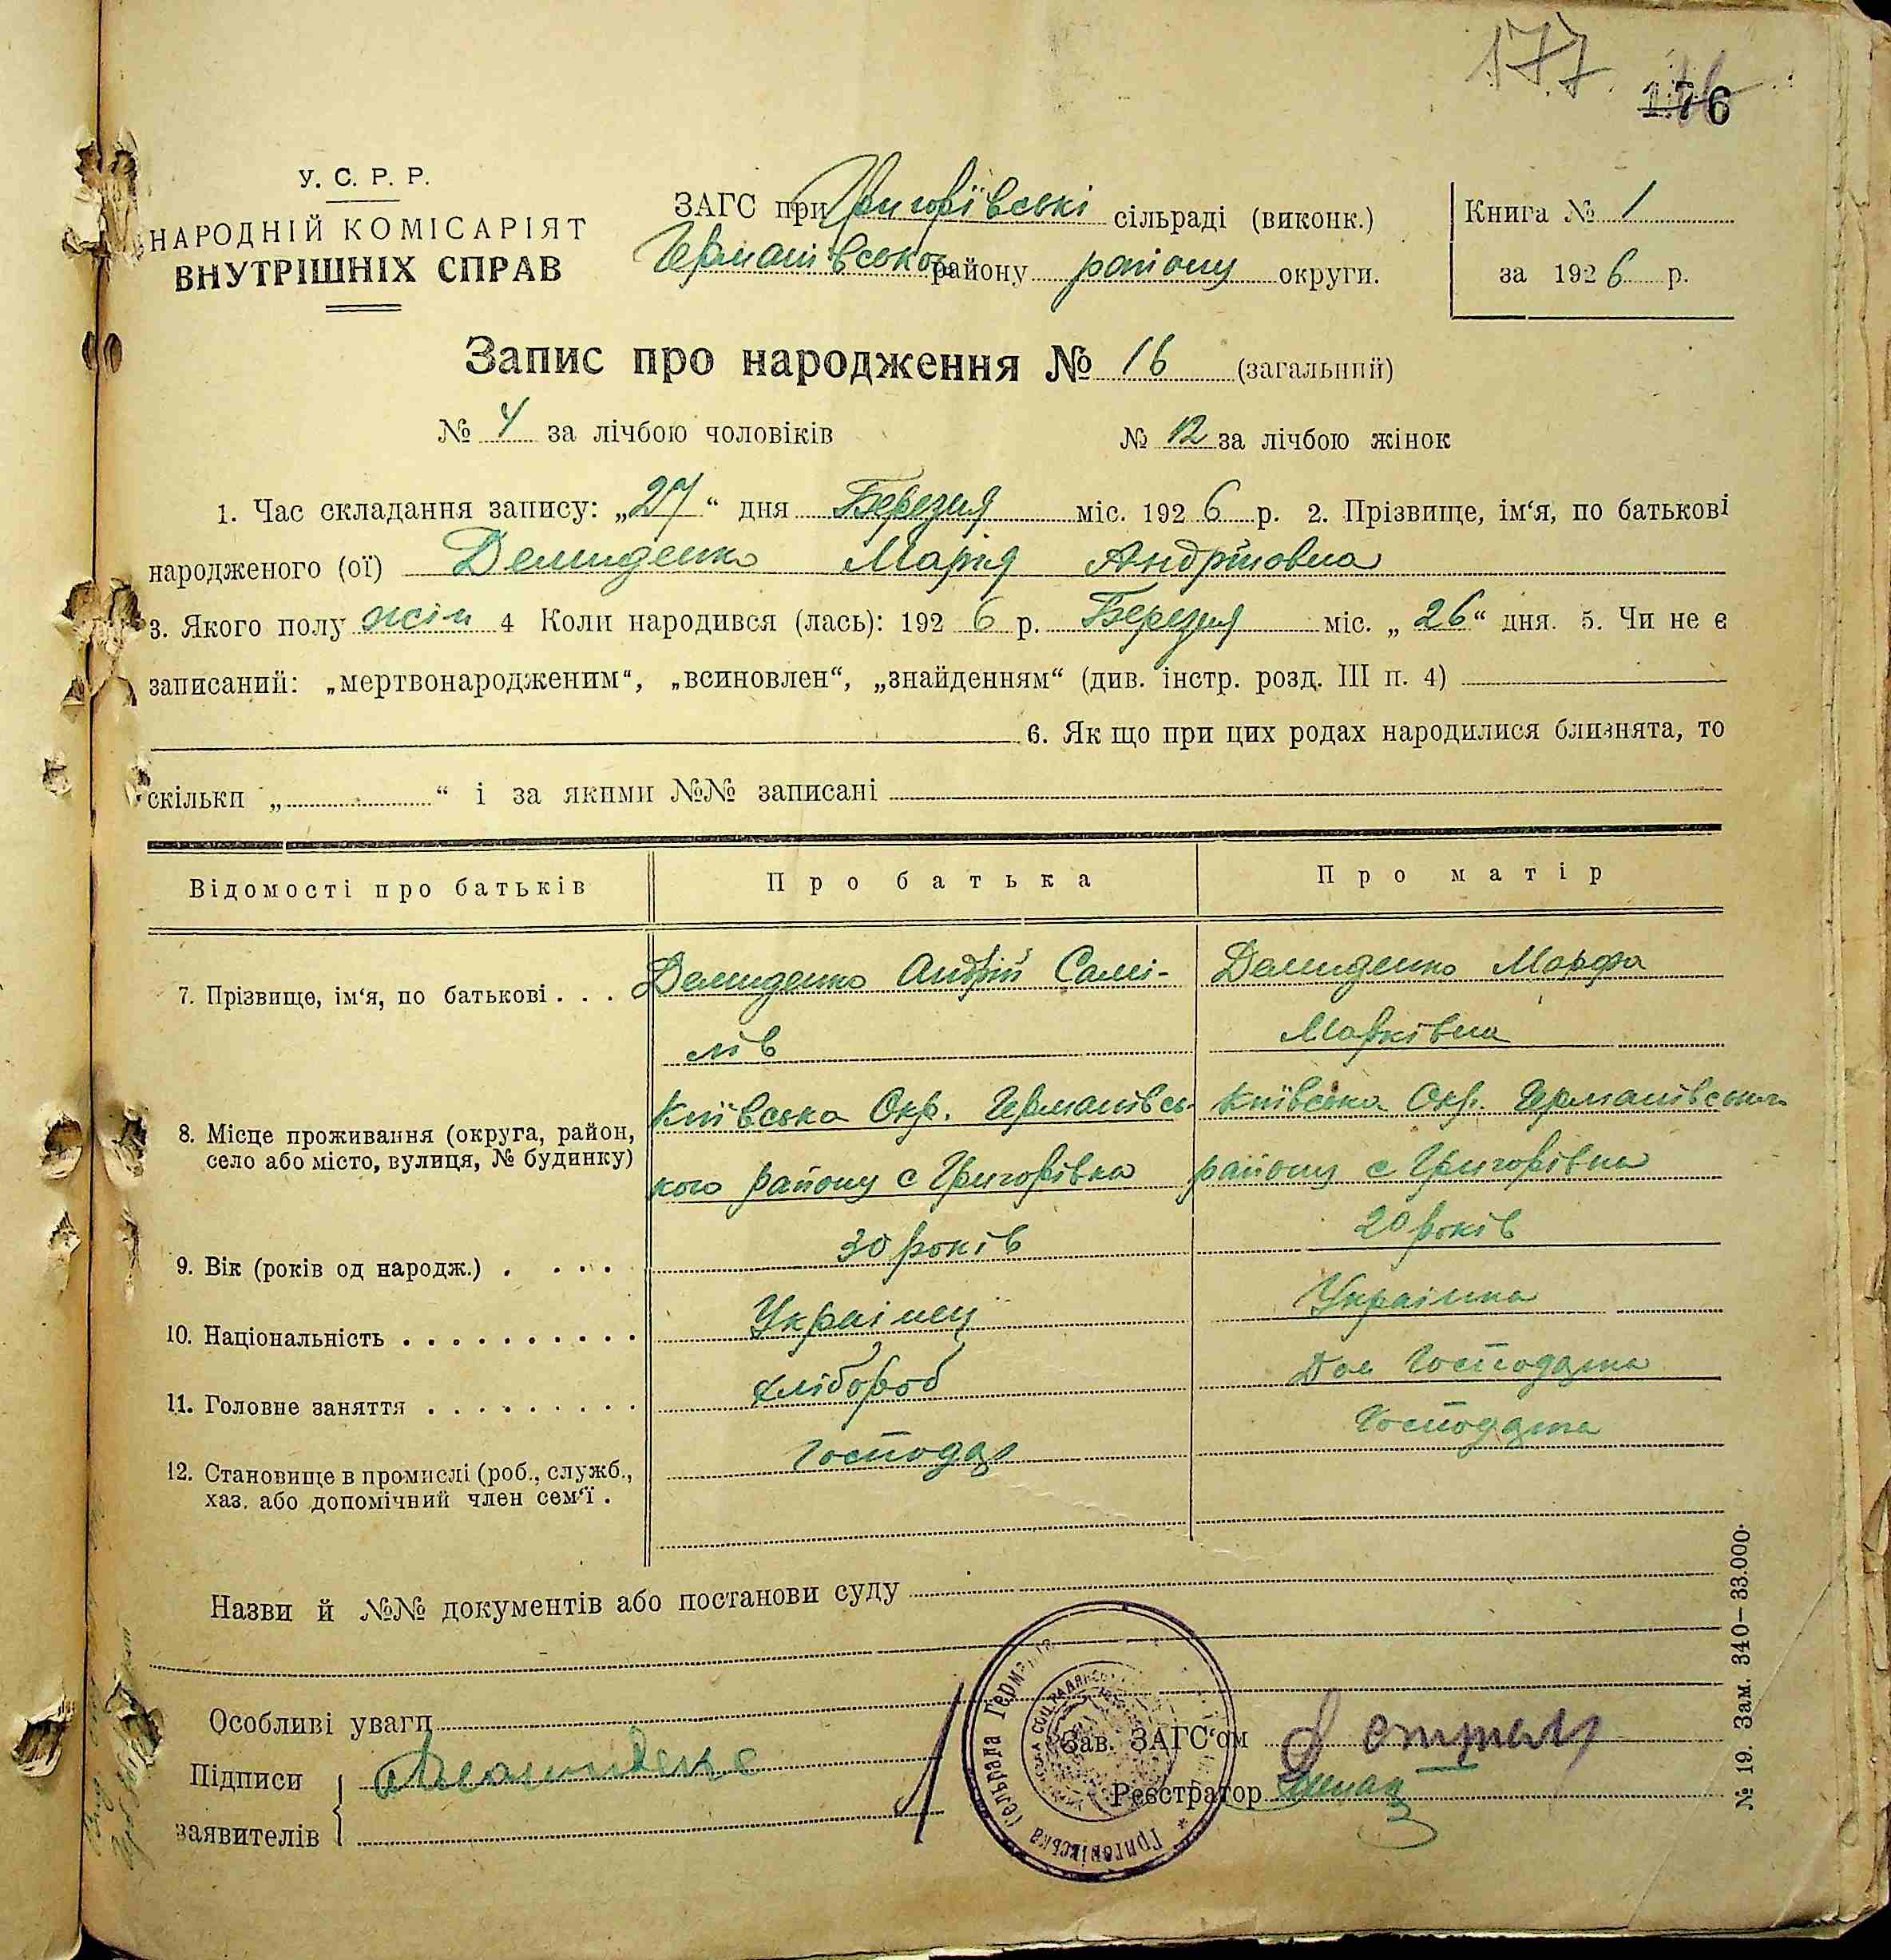 177
176
У. С. Р. Р.
НАРОДНІЙ КОМІСАРІЯТ
ВНУТРІШНІХ СПРАВ
ЗАГС при Григорівські сільраді (виконк.)
Германівського району району округи.
Книга № 1
за 1926 р.
Запис про народження № 16 (загальний)
№ 4 за лічбою чоловіків № 12 за лічбою жінок
1. Час складання запису: „27“ дня Березня міс. 1926 р. 2. Прізвище, ім‘я, по батькові
народженого (ої) Демиденко Марія Андріівна
3. Якого полу жін 4 Коли народився (лась): 1926 р. Березня міс. „26“ дня. 5. Чи не є
записаний: „мертвонародженим“, „всиновлен“, „знайденням“ (див. інстр. розд. III п. 4)
6. Як що при цих родах народилися близнята, то
скільки „ “ і за якими №№ записані
Відомості про батьків Про батька Про матір
7. Прізвище, ім‘я, по батькові . . . Демиденко Андрій Самі- Демиденко Марфа
лів Марківна
8. Місце проживання (округа, район, Київська Окр. Германівсь- Київська Окр. Германівськ
село або місто, вулиця, № будинку) кого району с Григорівка району с Григорівка
9. Вік (років од народж.) . . . . 30 років 20 років
10. Національність . . . . . . . . . . Украінец Украінка
11. Головне заняття . . . . . . . . . хлібороб Дом Господарка
12. Становище в промислі (роб., служб., Господар Господарка
хаз. або допомічний член сем‘ї .
Назви й №№ документів або постанови суду
Особливі уваги
Підписи Демиденко
заявителів
Зав. ЗАГС‘ом
Реєстратор
Григорівська сільрада
№ 19. Зам. 340–33.000.